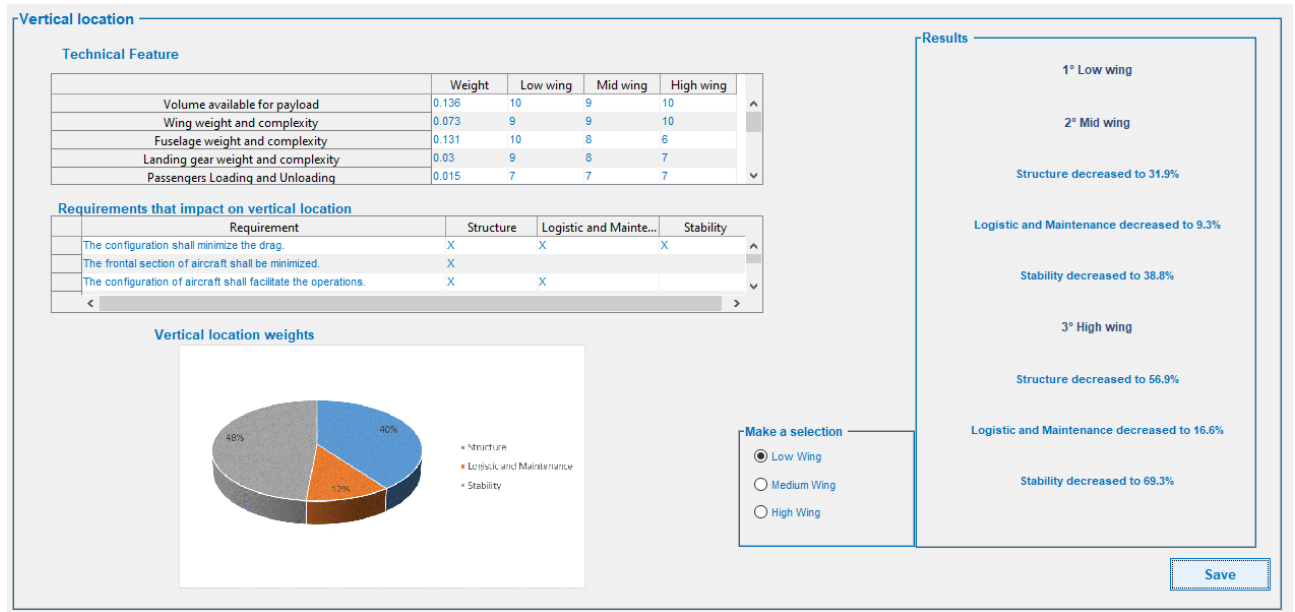 Vertical location
Technical Feature
Weight Low wing Mid wing High wing
Volume available for payload 0.136 10 9 10
Wing weight and complexity 0.073 9 9 10
Fuselage weight and complexity 0.131 10 8 6
Landing gear weight and complexity 0.03 9 8 7
Passengers Loading and Unloading 0.015 7 7 7
Requirements that impact on vertical location
Requirement Structure Logistic and Mainte... Stability
The configuration shall minimize the drag. X X X
The frontal section of aircraft shall be minimized. X
The configuration of aircraft shall facilitate the operations. X X
Vertical location weights
48%
40%
12%
Structure
Logistic and Maintenance
Stability
Make a selection
Low Wing
Medium Wing
High Wing
Results
1° Low wing
2° Mid wing
Structure decreased to 31.9%
Logistic and Maintenance decreased to 9.3%
Stability decreased to 38.8%
3° High wing
Structure decreased to 56.9%
Logistic and Maintenance decreased to 16.6%
Stability decreased to 69.3%
Save